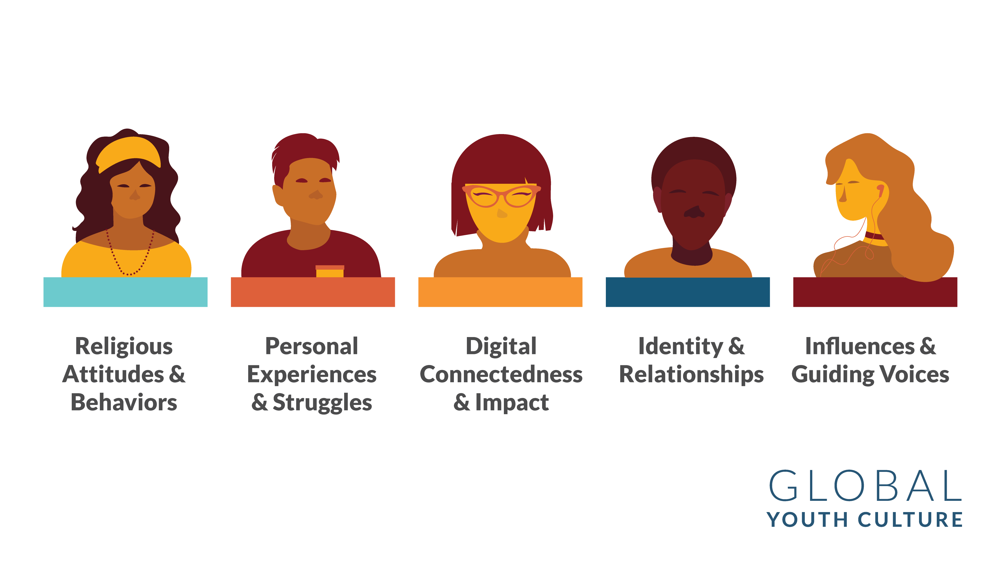 Religious
Attitudes &
Behaviors
Personal
Experiences
& Struggles
Digital
Connectedness
& Impact
Identity &
Relationships
Influences &
Guiding Voices
GLOBAL
YOUTH CULTURE